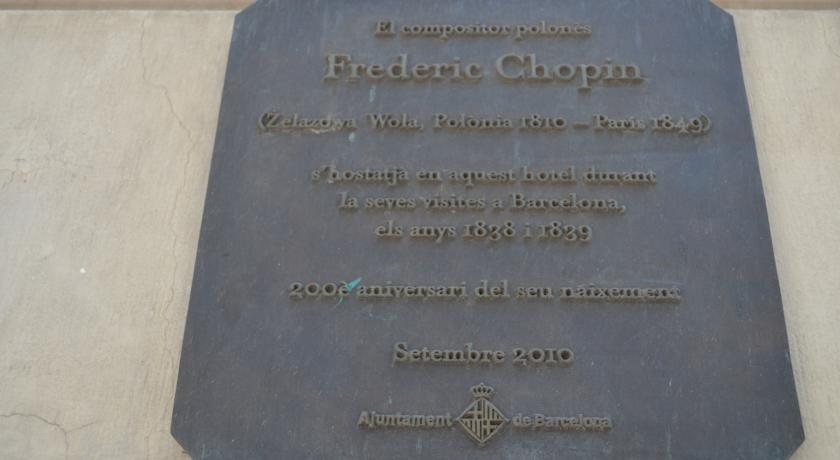 El compositor polonès
Frederic Chopin
(Żelazowa Wola, Polònia 1810 – París 1849)
s'hostatjà en aquest hotel durant
la seves visites a Barcelona,
els anys 1838 i 1839
200è aniversari del seu naixement
Setembre 2010
Ajuntament de Barcelona